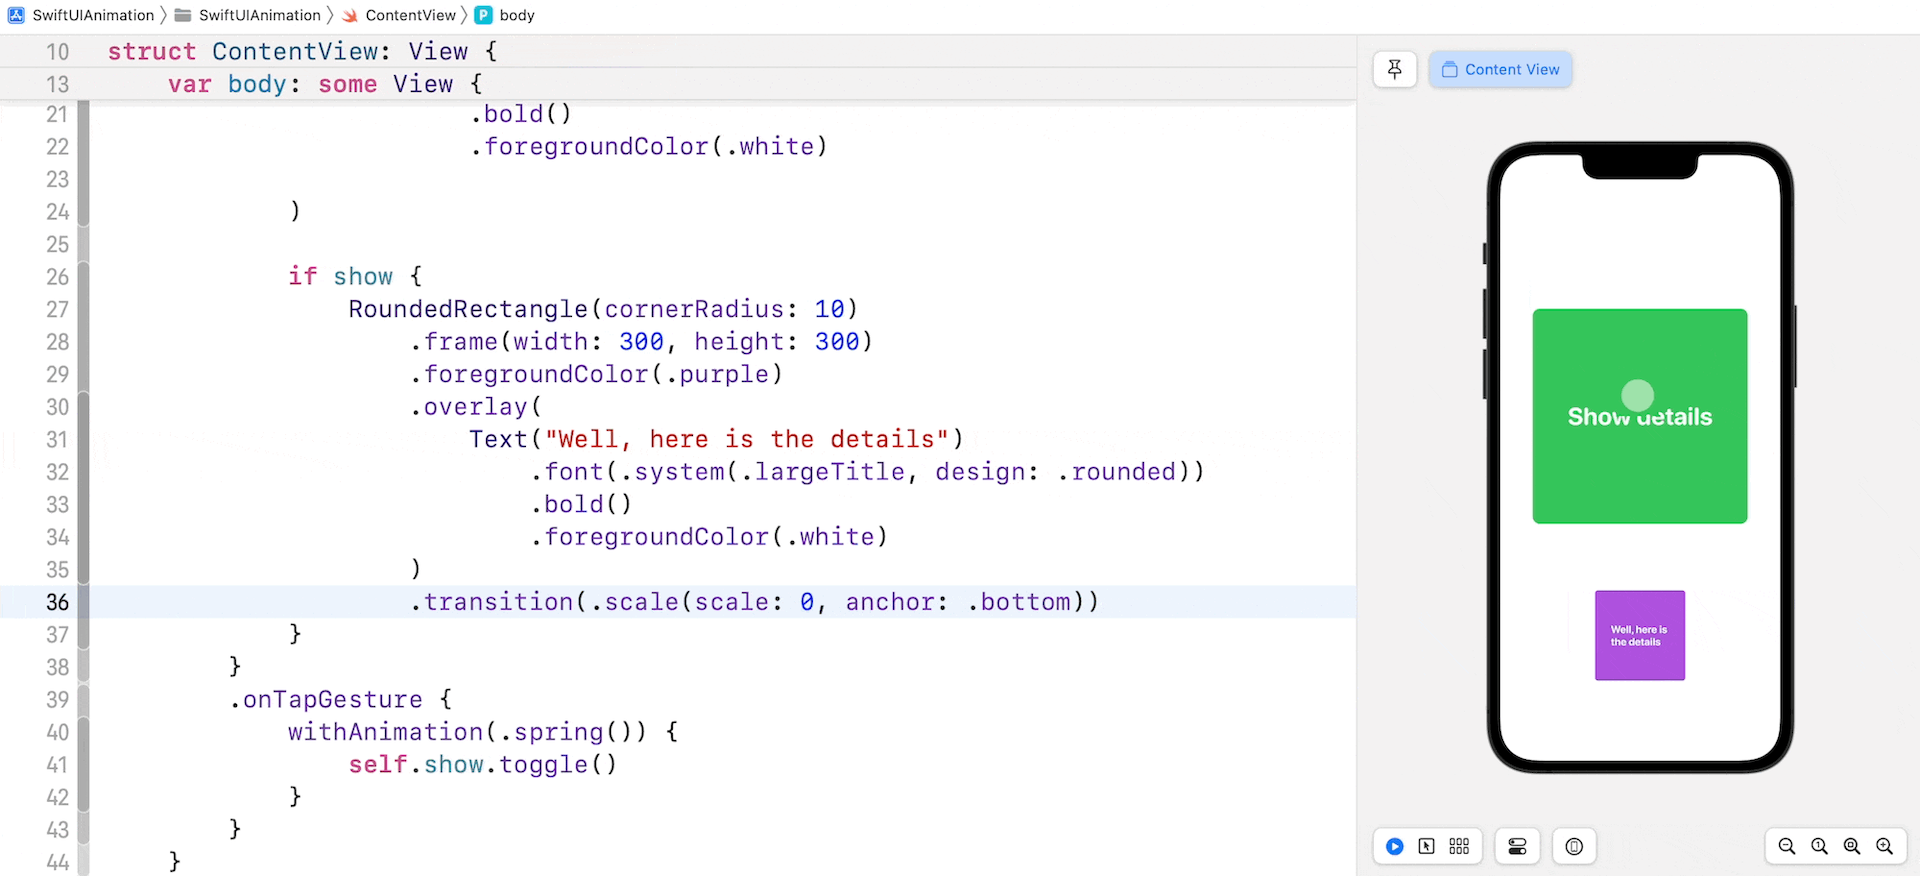 SwiftUIAnimation 〉 SwiftUIAnimation 〉 ContentView 〉 P body
10 struct ContentView: View {
13     var body: some View {
21                         .bold()
22                         .foregroundColor(.white)
23
24             )
25
26             if show {
27                 RoundedRectangle(cornerRadius: 10)
28                     .frame(width: 300, height: 300)
29                     .foregroundColor(.purple)
30                     .overlay(
31                         Text("Well, here is the details")
32                             .font(.system(.largeTitle, design: .rounded))
33                             .bold()
34                             .foregroundColor(.white)
35                     )
36                     .transition(.scale(scale: 0, anchor: .bottom))
37             }
38         }
39         .onTapGesture {
40             withAnimation(.spring()) {
41                 self.show.toggle()
42             }
43         }
44     }
Content View
Show details
Well, here is
the details